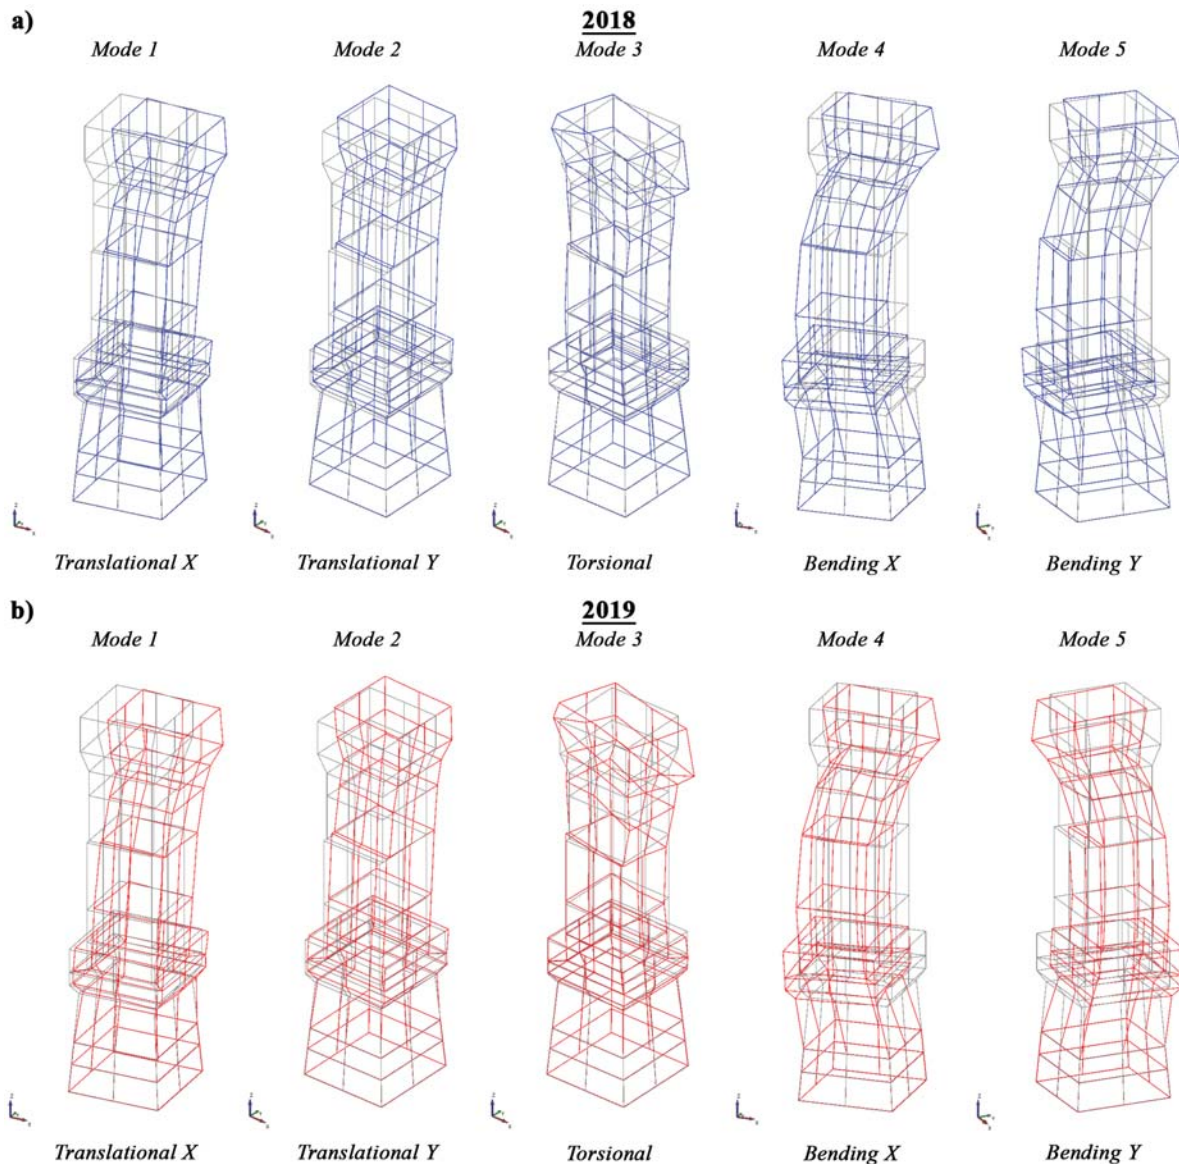 a)
2018
Mode 1 Mode 2 Mode 3 Mode 4 Mode 5
Translational X Translational Y Torsional Bending X Bending Y
b)
2019
Mode 1 Mode 2 Mode 3 Mode 4 Mode 5
Translational X Translational Y Torsional Bending X Bending Y